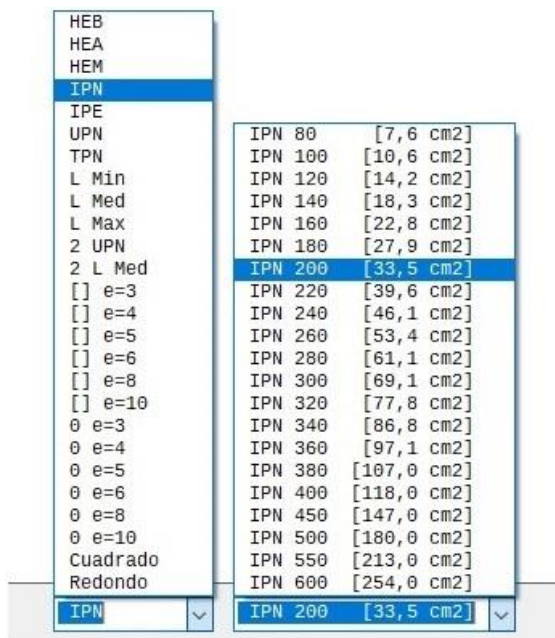 HEB
HEA
HEM
IPN
IPE
UPN
TPN
L Min
L Med
L Max
2 UPN
2 L Med
[] e=3
[] e=4
[] e=5
[] e=6
[] e=8
[] e=10
0 e=3
0 e=4
0 e=5
0 e=6
0 e=8
0 e=10
Cuadrado
Redondo
IPN
IPN 80 [7,6 cm2]
IPN 100 [10,6 cm2]
IPN 120 [14,2 cm2]
IPN 140 [18,3 cm2]
IPN 160 [22,8 cm2]
IPN 180 [27,9 cm2]
IPN 200 [33,5 cm2]
IPN 220 [39,6 cm2]
IPN 240 [46,1 cm2]
IPN 260 [53,4 cm2]
IPN 280 [61,1 cm2]
IPN 300 [69,1 cm2]
IPN 320 [77,8 cm2]
IPN 340 [86,8 cm2]
IPN 360 [97,1 cm2]
IPN 380 [107,0 cm2]
IPN 400 [118,0 cm2]
IPN 450 [147,0 cm2]
IPN 500 [180,0 cm2]
IPN 550 [213,0 cm2]
IPN 600 [254,0 cm2]
IPN 200 [33,5 cm2]